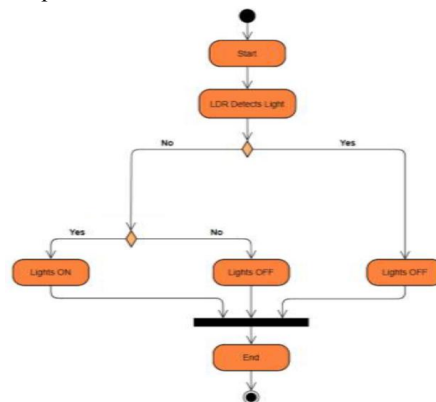 Start
LDR Detects Light
No
Yes
Yes
No
Lights ON
Lights OFF
Lights OFF
End